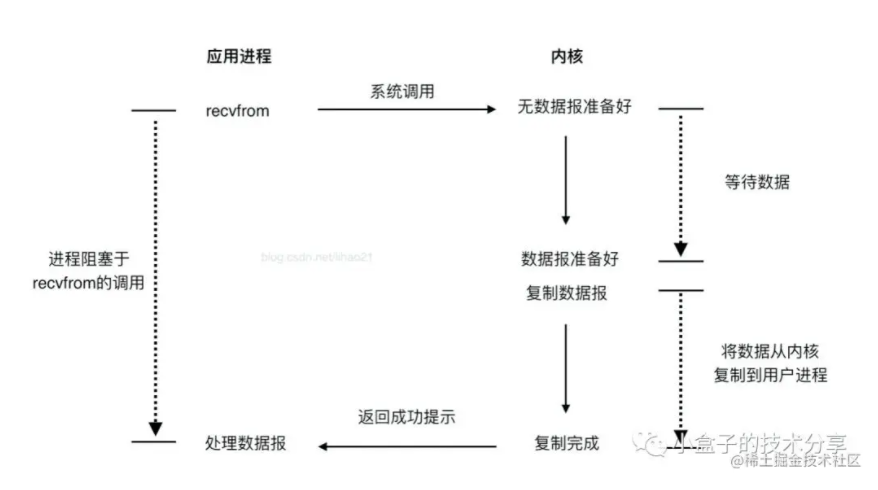 应用进程
内核
系统调用
recvfrom
无数据报准备好
等待数据
进程阻塞于
recvfrom的调用
blog.csdn.net/lihao21
数据报准备好
复制数据报
将数据从内核
复制到用户进程
返回成功提示
处理数据报
复制完成
小盒子的技术分享
@稀土掘金技术社区